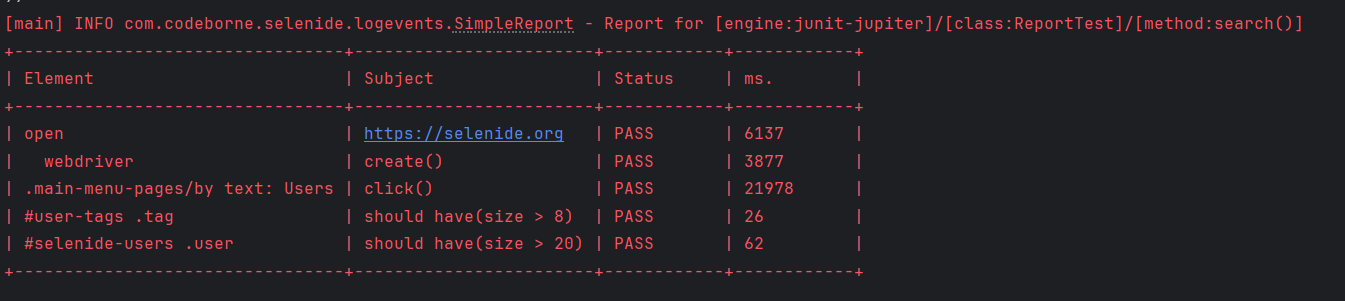 [main] INFO com.codeborne.selenide.logevents.SimpleReport - Report for [engine:junit-jupiter]/[class:ReportTest]/[method:search()]
+---------------------------------+------------------------+------------+------------+
| Element                         | Subject                | Status     | ms.        |
+---------------------------------+------------------------+------------+------------+
| open                            | https://selenide.org   | PASS       | 6137       |
|   webdriver                     | create()               | PASS       | 3877       |
| .main-menu-pages/by text: Users | click()                | PASS       | 21978      |
| #user-tags .tag                 | should have(size > 8)  | PASS       | 26         |
| #selenide-users .user           | should have(size > 20) | PASS       | 62         |
+---------------------------------+------------------------+------------+------------+